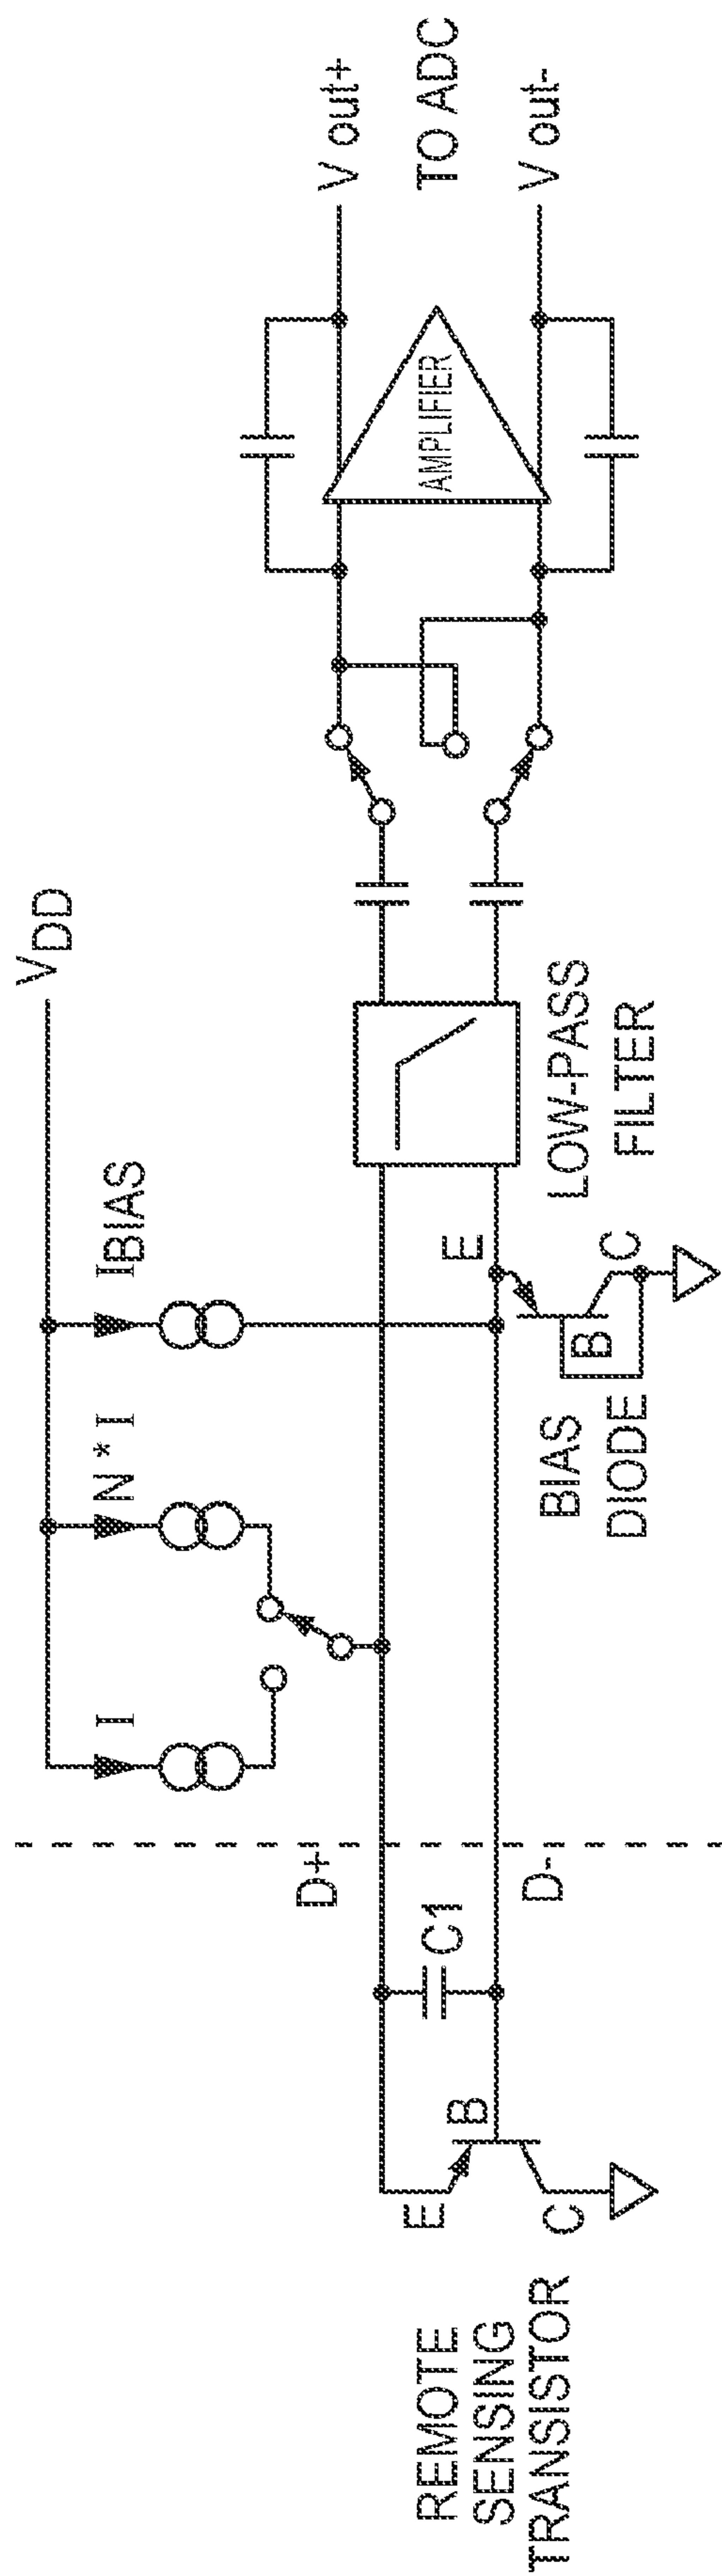 VDD
I
N * I
IBIAS
V out+
TO ADC
V out-
AMPLIFIER
D+
D-
C1
REMOTE
SENSING
TRANSISTOR
E
B
C
E
B
C
BIAS
DIODE
LOW-PASS
FILTER